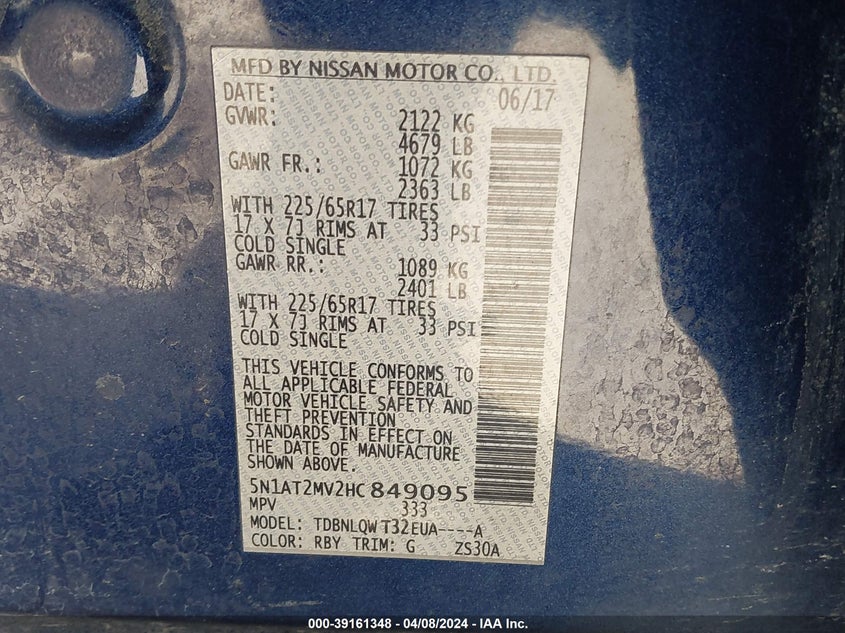 MFD BY NISSAN MOTOR CO., LTD.
DATE: 06/17
GVWR: 2122 KG
4679 LB
GAWR FR.: 1072 KG
2363 LB
WITH 225/65R17 TIRES
17 X 7J RIMS AT 33 PSI
COLD SINGLE
GAWR RR.: 1089 KG
2401 LB
WITH 225/65R17 TIRES
17 X 7J RIMS AT 33 PSI
COLD SINGLE
THIS VEHICLE CONFORMS TO
ALL APPLICABLE FEDERAL
MOTOR VEHICLE SAFETY AND
THEFT PREVENTION
STANDARDS IN EFFECT ON
THE DATE OF MANUFACTURE
SHOWN ABOVE.
5N1AT2MV2HC849095
MPV 333
MODEL: TDBNLQWT32EUA----A
COLOR: RBY TRIM: G ZS30A
000-39161348 - 04/08/2024 - IAA Inc.